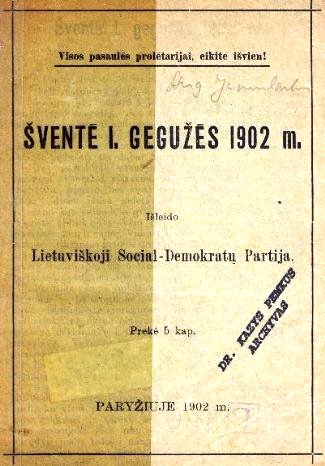 Visos pasaulės proletarijai, eikite išvien!
ŠVENTĖ I. GEGUŽĖS 1902 m.
Išleido
Lietuviškoji Social-Demokratų Partija.
Prekė 5 kap.
DR. KAZYS PEMKUS
ARCHYVAS
PARYŽIUJE 1902 m.